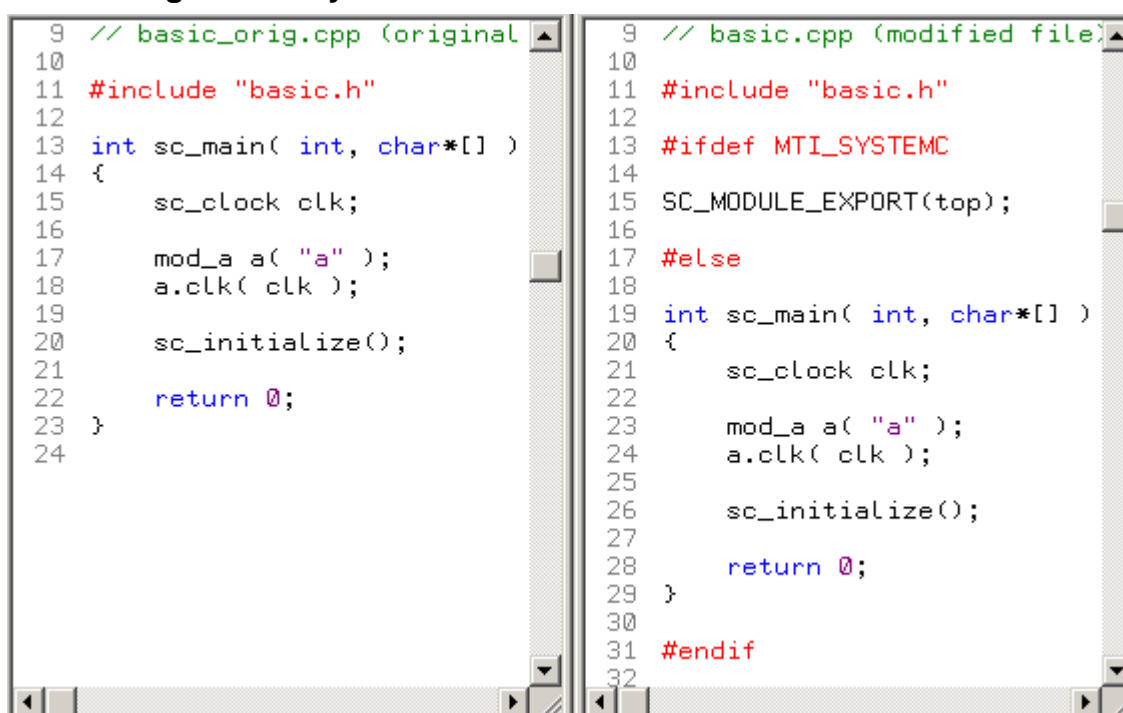 9 // basic_orig.cpp (original
10
11 #include "basic.h"
12
13 int sc_main( int, char*[] )
14 {
15     sc_clock clk;
16
17     mod_a a( "a" );
18     a.clk( clk );
19
20     sc_initialize();
21
22     return 0;
23 }
24
9 // basic.cpp (modified file)
10
11 #include "basic.h"
12
13 #ifdef MTI_SYSTEMC
14
15 SC_MODULE_EXPORT(top);
16
17 #else
18
19 int sc_main( int, char*[] )
20 {
21     sc_clock clk;
22
23     mod_a a( "a" );
24     a.clk( clk );
25
26     sc_initialize();
27
28     return 0;
29 }
30
31 #endif
32